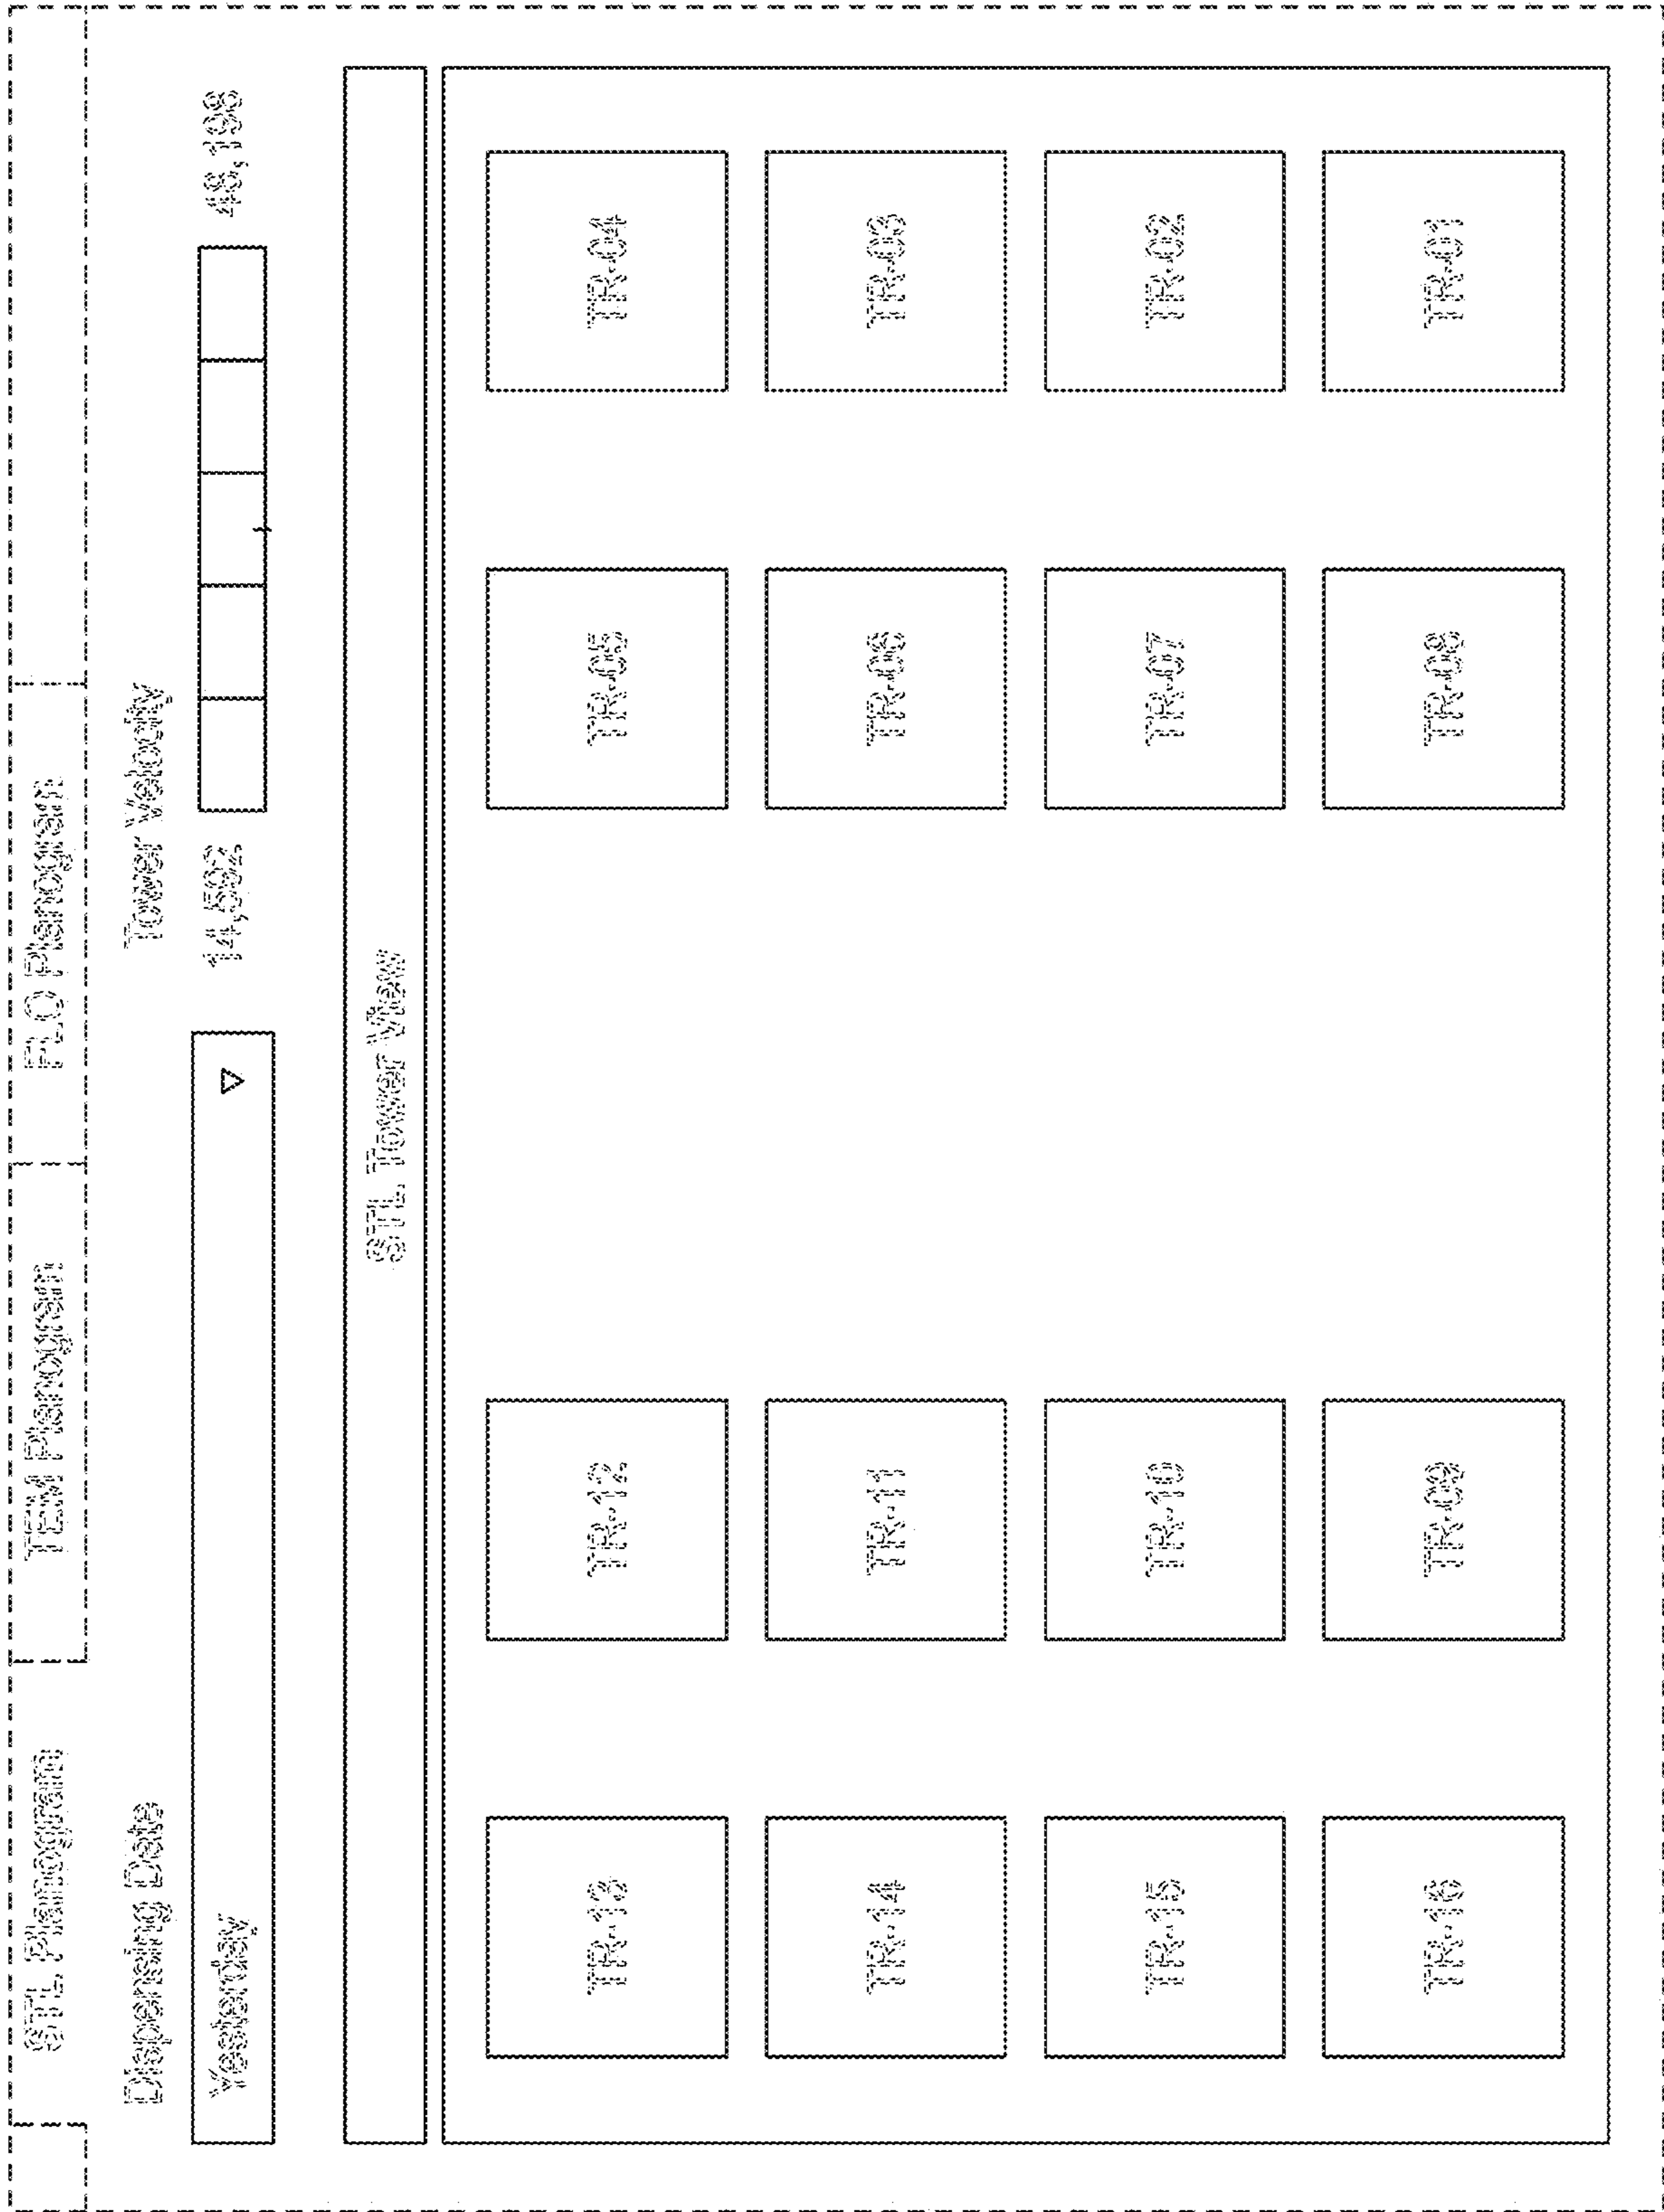 STL Planogram TEM Planogram FLO Planogram
Dispensing Date Tower Velocity
Yesterday 48,198
STL Tower View
TR-13 TR-12 TR-05 TR-04
TR-14 TR-11 TR-06 TR-03
TR-15 TR-10 TR-07 TR-02
TR-16 TR-09 TR-08 TR-01